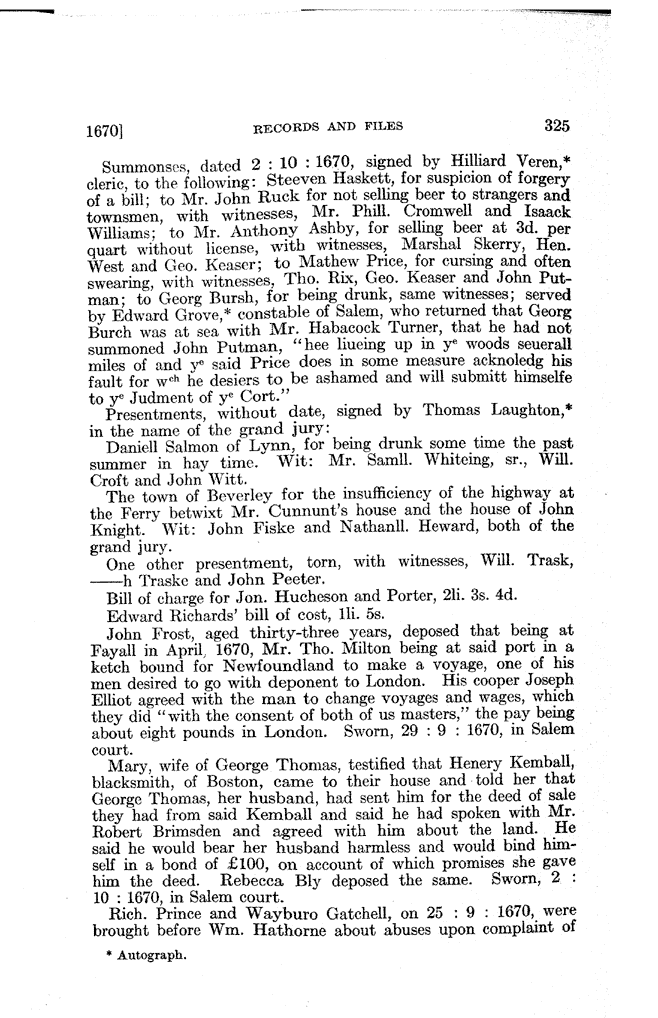 1670] RECORDS AND FILES 325
Summonses, dated 2 : 10 : 1670, signed by Hilliard Veren,*
cleric, to the following: Steeven Haskett, for suspicion of forgery
of a bill; to Mr. John Ruck for not selling beer to strangers and
townsmen, with witnesses, Mr. Phill. Cromwell and Isaack
Williams; to Mr. Anthony Ashby, for selling beer at 3d. per
quart without license, with witnesses, Marshal Skerry, Hen.
West and Geo. Keaser; to Mathew Price, for cursing and often
swearing, with witnesses, Tho. Rix, Geo. Keaser and John Put-
man; to Georg Bursh, for being drunk, same witnesses; served
by Edward Grove,* constable of Salem, who returned that Georg
Burch was at sea with Mr. Habacock Turner, that he had not
summoned John Putman, "hee liueing up in yᵉ woods seuerall
miles of and yᵉ said Price does in some measure acknoledg his
fault for wᶜʰ he desiers to be ashamed and will submitt himselfe
to yᵉ Judment of yᵉ Cort."
Presentments, without date, signed by Thomas Laughton,*
in the name of the grand jury:
Daniell Salmon of Lynn, for being drunk some time the past
summer in hay time. Wit: Mr. Samll. Whiteing, sr., Will.
Croft and John Witt.
The town of Beverley for the insufficiency of the highway at
the Ferry betwixt Mr. Cunnunt's house and the house of John
Knight. Wit: John Fiske and Nathanll. Heward, both of the
grand jury.
One other presentment, torn, with witnesses, Will. Trask,
——h Traske and John Peeter.
Bill of charge for Jon. Hucheson and Porter, 2li. 3s. 4d.
Edward Richards' bill of cost, 1li. 5s.
John Frost, aged thirty-three years, deposed that being at
Fayall in April, 1670, Mr. Tho. Milton being at said port in a
ketch bound for Newfoundland to make a voyage, one of his
men desired to go with deponent to London. His cooper Joseph
Elliot agreed with the man to change voyages and wages, which
they did "with the consent of both of us masters," the pay being
about eight pounds in London. Sworn, 29 : 9 : 1670, in Salem
court.
Mary, wife of George Thomas, testified that Henery Kemball,
blacksmith, of Boston, came to their house and told her that
George Thomas, her husband, had sent him for the deed of sale
they had from said Kemball and said he had spoken with Mr.
Robert Brimsden and agreed with him about the land. He
said he would bear her husband harmless and would bind him-
self in a bond of £100, on account of which promises she gave
him the deed. Rebecca Bly deposed the same. Sworn, 2 :
10 : 1670, in Salem court.
Rich. Prince and Wayburo Gatchell, on 25 : 9 : 1670, were
brought before Wm. Hathorne about abuses upon complaint of
* Autograph.